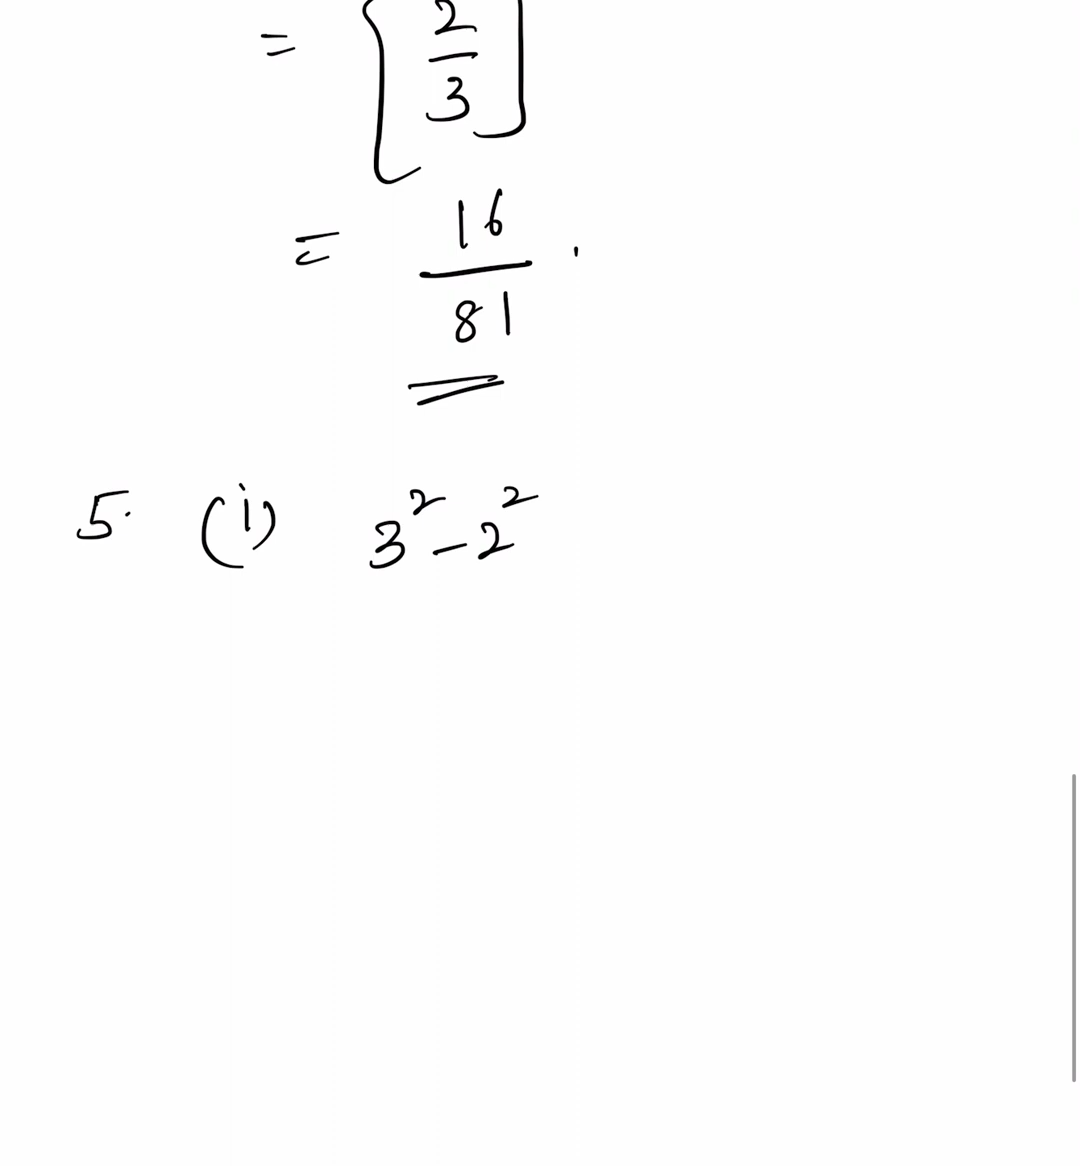 = [2/3]
= 16/81.
5. (i) 3² - 2²